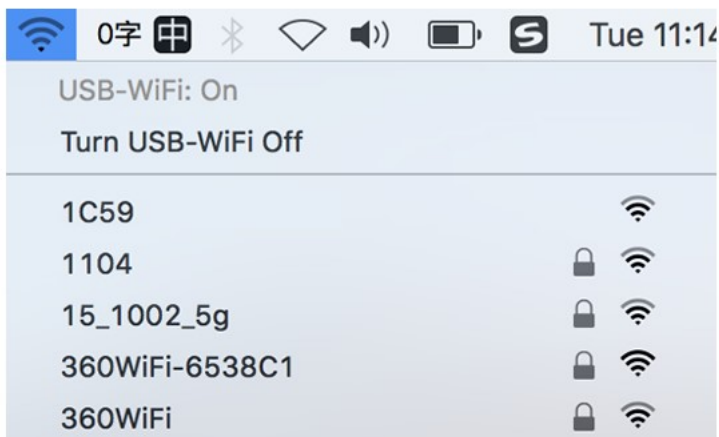 0字 中 S Tue 11:14
USB-WiFi: On
Turn USB-WiFi Off
1C59
1104
15_1002_5g
360WiFi-6538C1
360WiFi